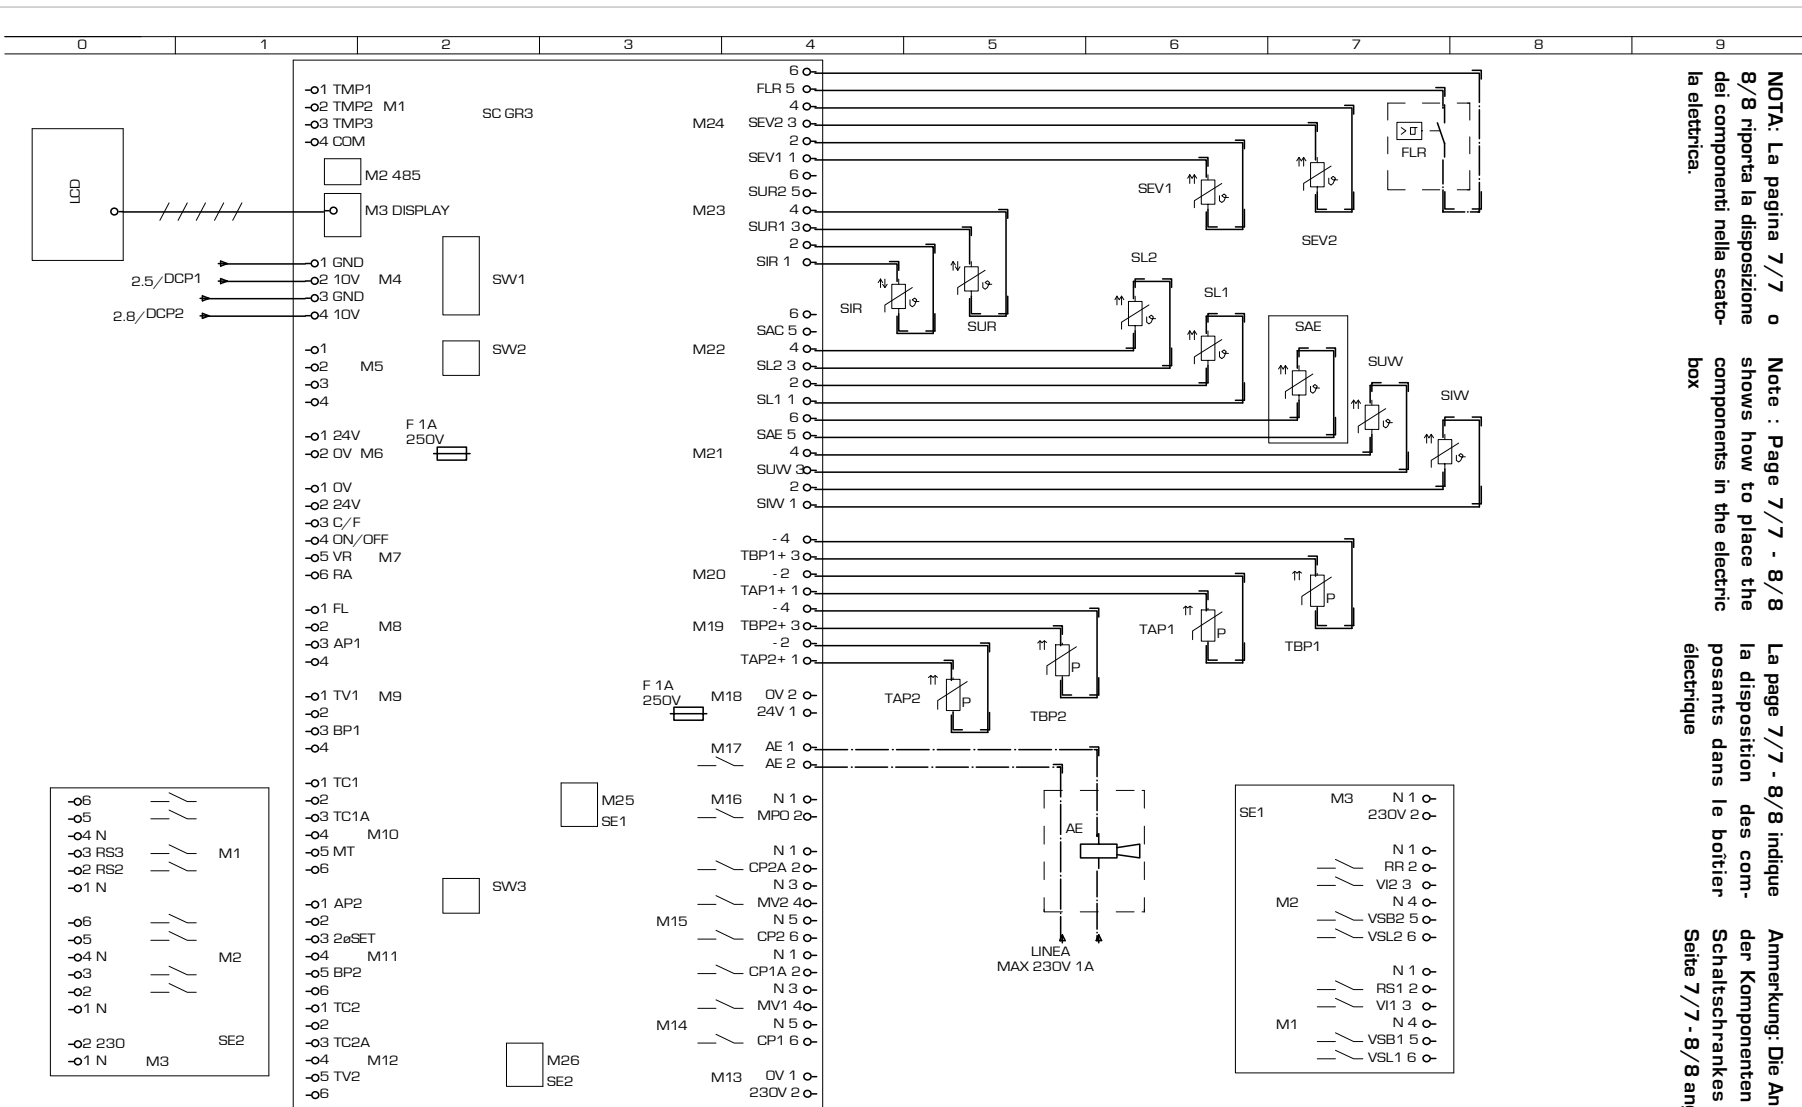 0 1 2 3 4 5 6 7 8 9
LCD
2.5/DCP1
2.8/DCP2
SC GR3
1 TMP1
2 TMP2 M1
3 TMP3
4 COM
M2 485
M3 DISPLAY
1 GND
2 10V M4
3 GND
4 10V
SW1
1
2 M5
3
4
SW2
F 1A
250V
1 24V
2 0V M6
1 0V
2 24V
3 C/F
4 ON/OFF
5 VR M7
6 RA
1 FL
2 M8
3 AP1
4
1 TV1 M9
2
3 BP1
4
1 TC1
2
3 TC1A
4 M10
5 MT
6
SW3
1 AP2
2
3 2øSET
4 M11
5 BP2
6
1 TC2
2
3 TC2A
4 M12
5 TV2
6
M25
SE1
M26
SE2
F 1A
250V
6
FLR 5
4
M24 SEV2 3
2
SEV1 1
6
SUR2 5
M23 4
SUR1 3
2
SIR 1
6
SAC 5
M22 4
SL2 3
2
SL1 1
6
SAE 5
M21 4
SUW 3
2
SIW 1
- 4
TBP1+ 3
M20 - 2
TAP1+ 1
- 4
M19 TBP2+ 3
- 2
TAP2+ 1
M18 0V 2
24V 1
M17 AE 1
AE 2
M16 N 1
MPO 2
N 1
CP2A 2
N 3
MV2 4
M15 N 5
CP2 6
N 1
CP1A 2
N 3
MV1 4
M14 N 5
CP1 6
M13 0V 1
230V 2
SEV1
SEV2
FLR
SIR
SUR
SL2
SL1
SAE
SUW
SIW
TAP2
TBP2
TAP1
TBP1
P
P
P
P
AE
LINEA
MAX 230V 1A
6
5
4 N
3 RS3 M1
2 RS2
1 N
6
5
4 N M2
3
2
1 N
2 230 SE2
1 N M3
SE1 M3 N 1
230V 2
N 1
RR 2
VI2 3
M2 N 4
VSB2 5
VSL2 6
N 1
RS1 2
VI1 3
M1 N 4
VSB1 5
VSL1 6
NOTA: La pagina 7/7 o
8/8 riporta la disposizione
dei componenti nella scato-
la elettrica.
Note : Page 7/7 - 8/8
shows how to place the
components in the electric
box
La page 7/7 - 8/8 indique
la disposition des com-
posants dans le boîtier
électrique
Anmerkung: Die An
der Komponenten
Schaltschrankes
Seite 7/7 - 8/8 ang